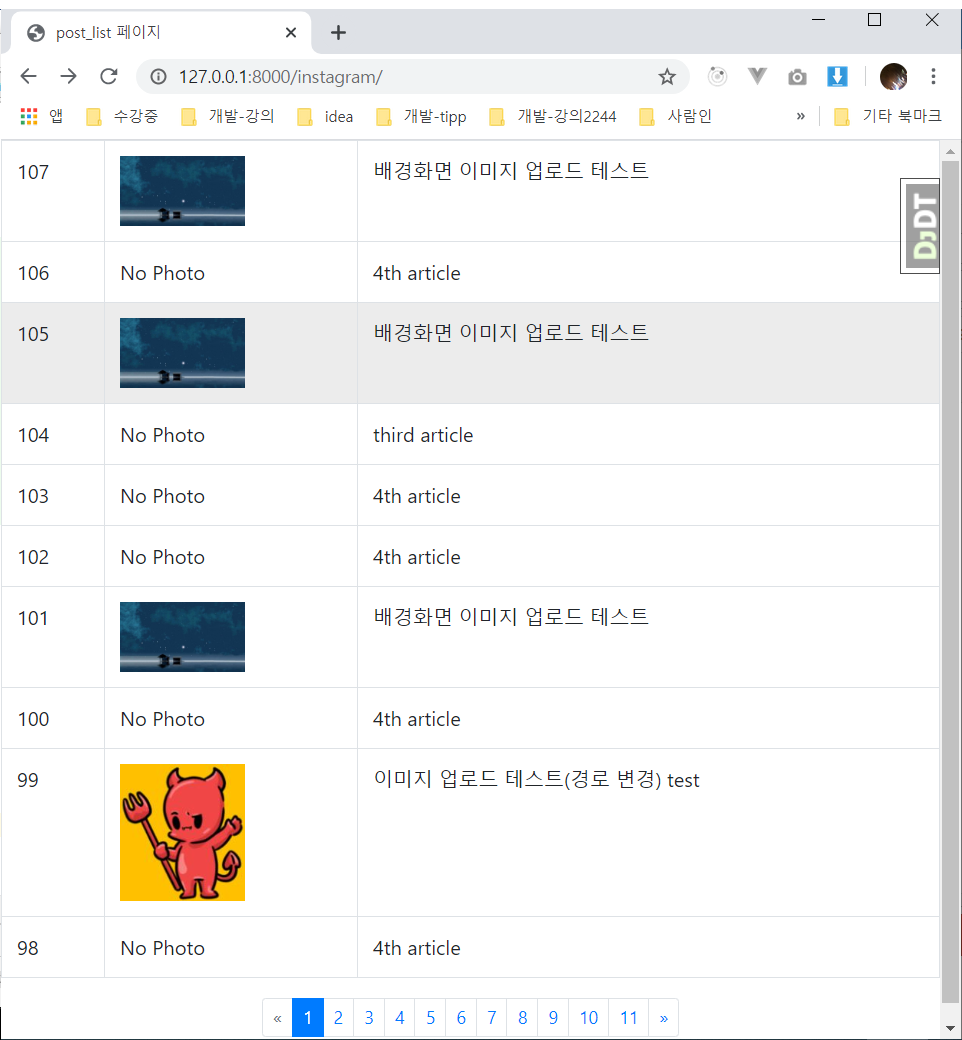 post_list 페이지
127.0.0.1:8000/instagram/
앱 수강중 개발-강의 idea 개발-tipp 개발-강의2244 사람인 » 기타 북마크
107 배경화면 이미지 업로드 테스트
DJDT
106 No Photo 4th article
105 배경화면 이미지 업로드 테스트
104 No Photo third article
103 No Photo 4th article
102 No Photo 4th article
101 배경화면 이미지 업로드 테스트
100 No Photo 4th article
99 이미지 업로드 테스트(경로 변경) test
98 No Photo 4th article
« 1 2 3 4 5 6 7 8 9 10 11 »